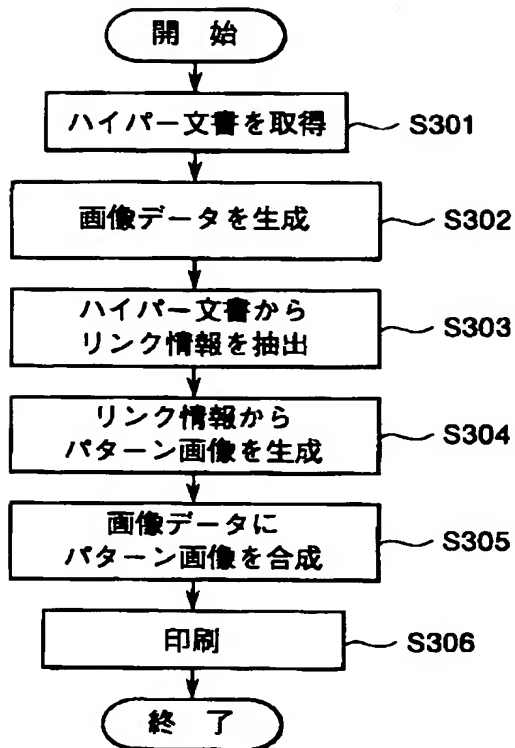 開 始
ハイパー文書を取得 S301
画像データを生成 S302
ハイパー文書から
リンク情報を抽出 S303
リンク情報から
パターン画像を生成 S304
画像データに
パターン画像を合成 S305
印刷 S306
終 了